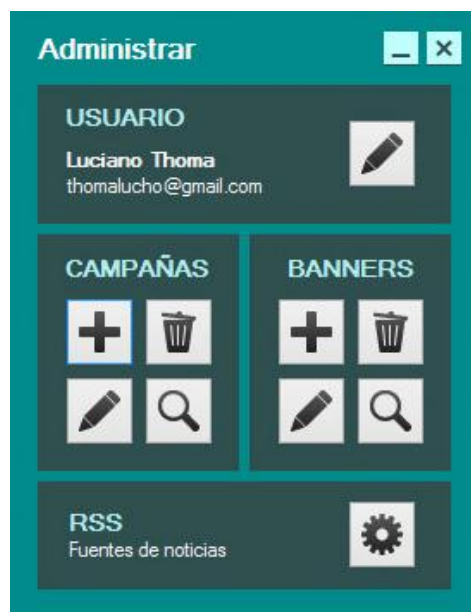 Administrar
USUARIO
Luciano Thoma
thomalucho@gmail.com
CAMPAÑAS
BANNERS
RSS
Fuentes de noticias